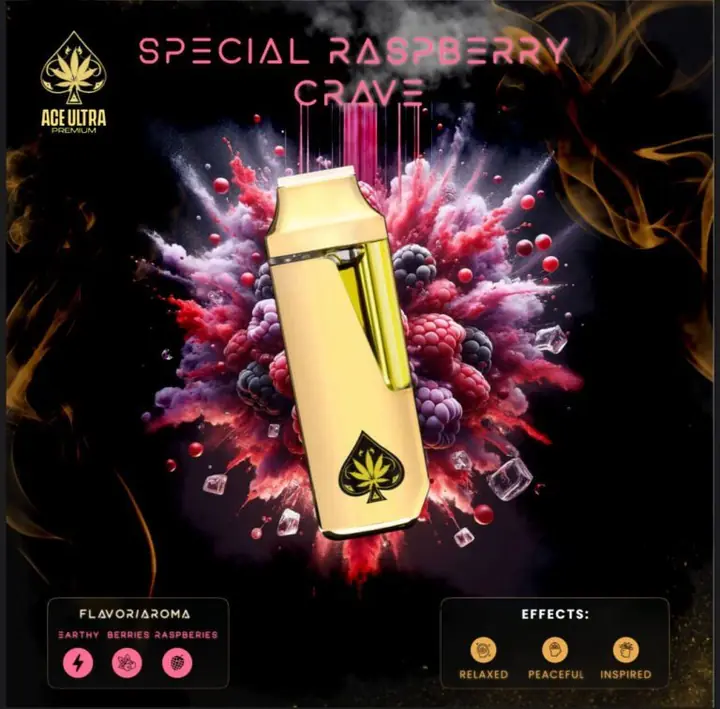 SPECIAL RASPBERRY
CRAVE
ACE ULTRA
PREMIUM
FLAVOR/AROMA
EARTHY BERRIES RASPBERIES
EFFECTS:
RELAXED PEACEFUL INSPIRED